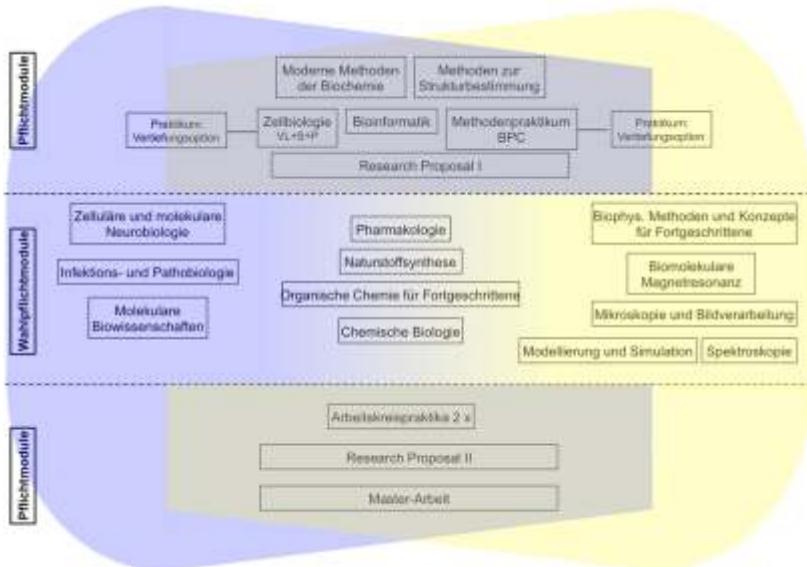 Pflichtmodule
Moderne Methoden
der Biochemie
Methoden zur
Strukturbestimmung
Praktikum:
Vertiefungsoption
Zellbiologie
VL+S+P
Bioinformatik
Methodenpraktikum
BPC
Praktikum:
Vertiefungsoption
Research Proposal I
Wahlpflichtmodule
Zelluläre und molekulare
Neurobiologie
Pharmakologie
Biophys. Methoden und Konzepte
für Fortgeschrittene
Infektions- und Pathobiologie
Naturstoffsynthese
Biomolekulare
Magnetresonanz
Organische Chemie für Fortgeschrittene
Molekulare
Biowissenschaften
Mikroskopie und Bildverarbeitung
Chemische Biologie
Modellierung und Simulation
Spektroskopie
Pflichtmodule
Arbeitskreispraktika 2 x
Research Proposal II
Master-Arbeit